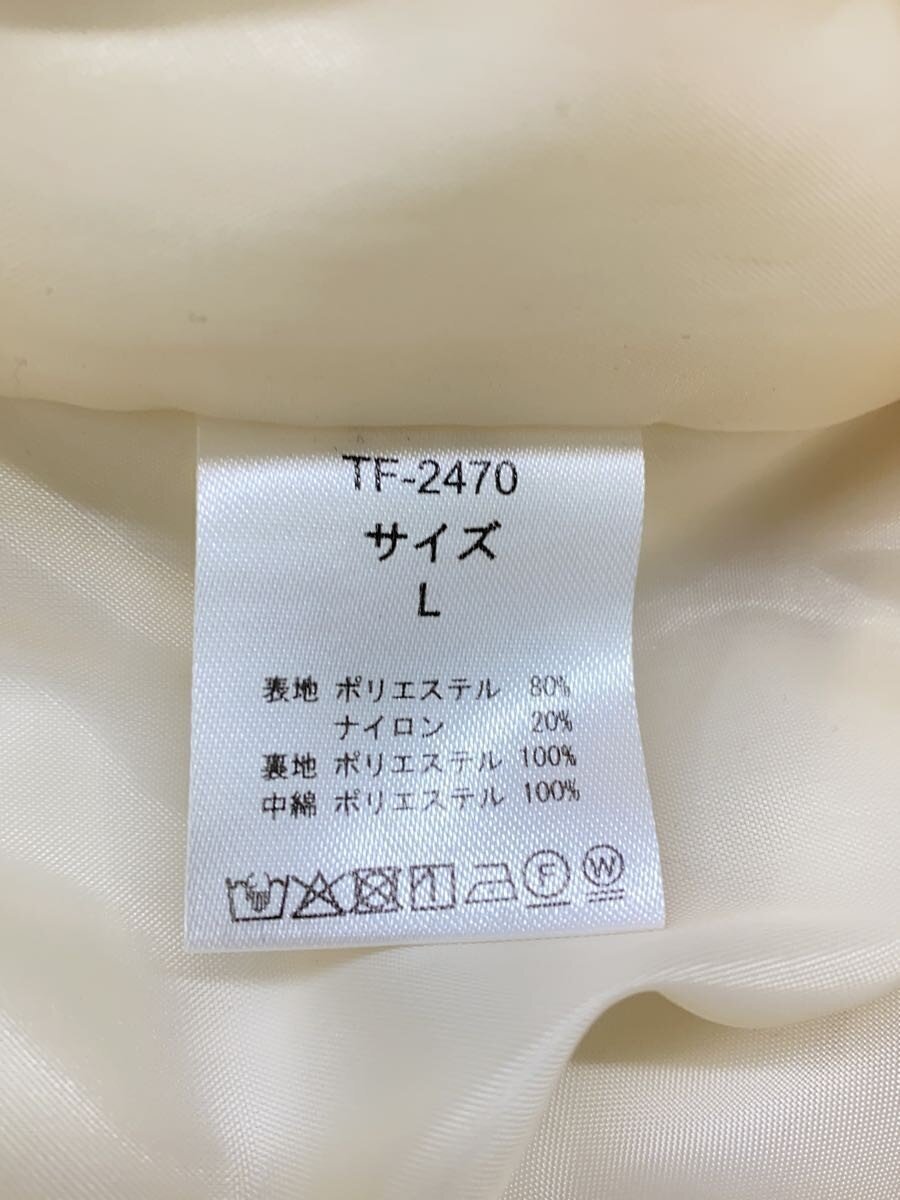 TF-2470
サイズ
L
表地 ポリエステル 80%
ナイロン 20%
裏地 ポリエステル 100%
中綿 ポリエステル 100%
F W